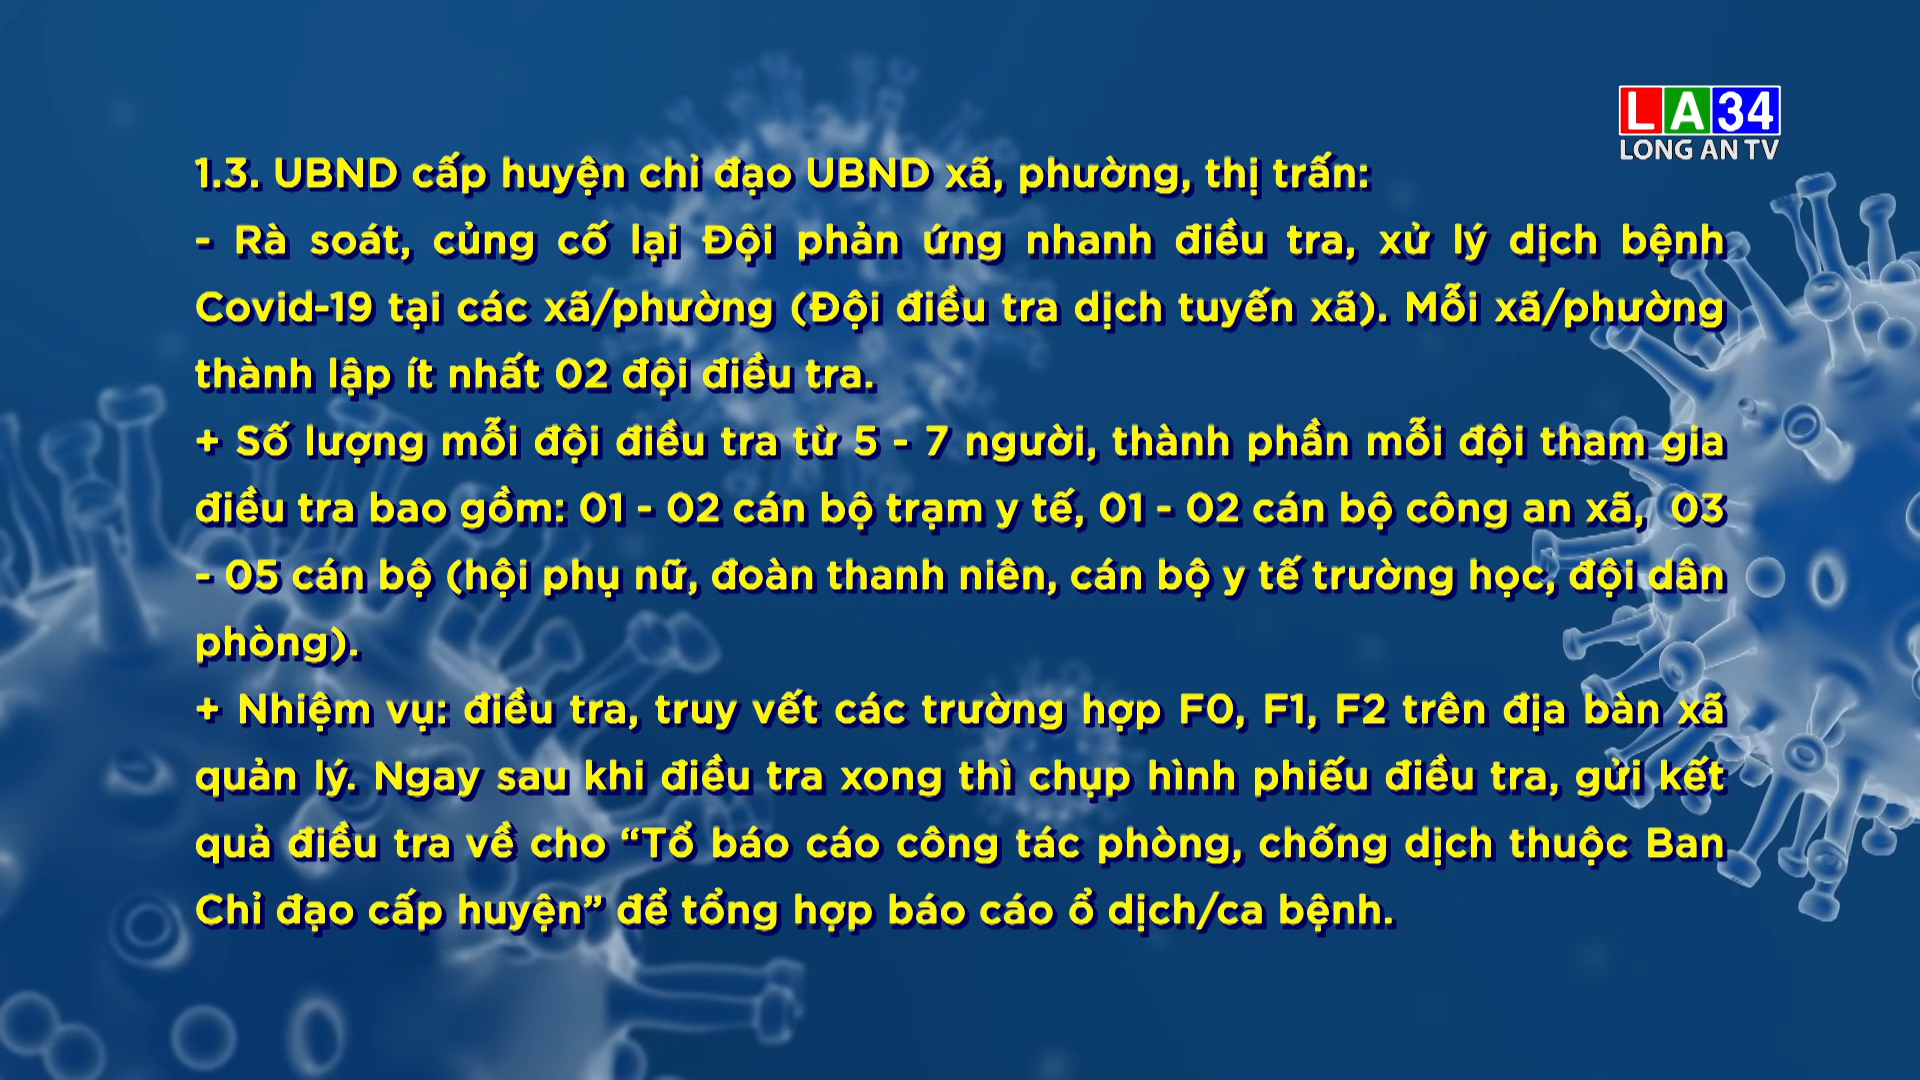 LA34
LONG AN TV
1.3. UBND cấp huyện chỉ đạo UBND xã, phường, thị trấn:
- Rà soát, củng cố lại Đội phản ứng nhanh điều tra, xử lý dịch bệnh
Covid-19 tại các xã/phường (Đội điều tra dịch tuyến xã). Mỗi xã/phường
thành lập ít nhất 02 đội điều tra.
+ Số lượng mỗi đội điều tra từ 5 - 7 người, thành phần mỗi đội tham gia
điều tra bao gồm: 01 - 02 cán bộ trạm y tế, 01 - 02 cán bộ công an xã, 03
- 05 cán bộ (hội phụ nữ, đoàn thanh niên, cán bộ y tế trường học, đội dân
phòng).
+ Nhiệm vụ: điều tra, truy vết các trường hợp F0, F1, F2 trên địa bàn xã
quản lý. Ngay sau khi điều tra xong thì chụp hình phiếu điều tra, gửi kết
quả điều tra về cho “Tổ báo cáo công tác phòng, chống dịch thuộc Ban
Chỉ đạo cấp huyện” để tổng hợp báo cáo ổ dịch/ca bệnh.